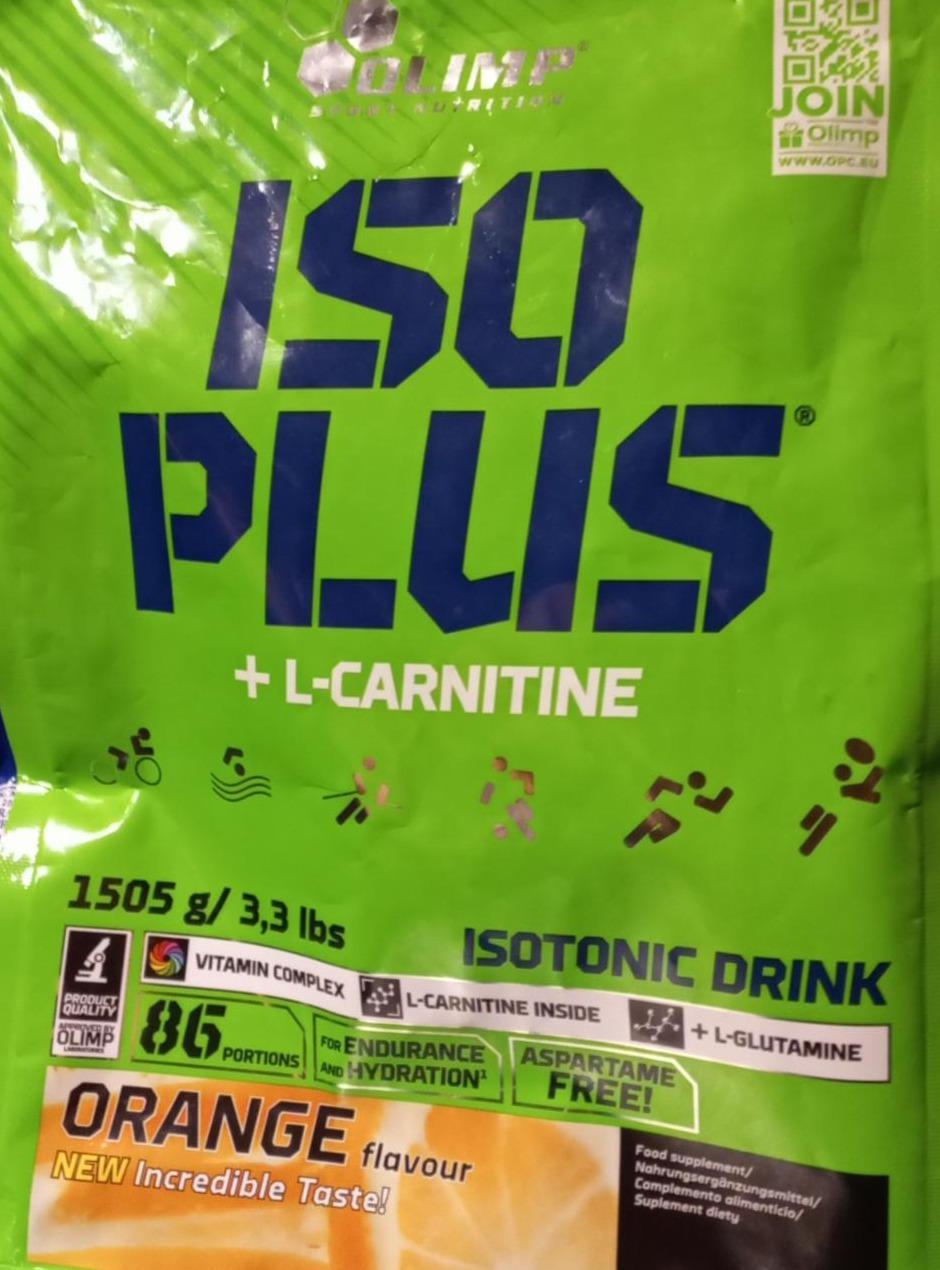 OLIMP®
SPORT NUTRITION
JOIN
Olimp
WWW.OPC.EU
ISO
PLUS®
+ L-CARNITINE
1505 g/ 3,3 lbs
ISOTONIC DRINK
PRODUCT
QUALITY
APPROVED BY
OLIMP
LABORATORIES
VITAMIN COMPLEX
L-CARNITINE INSIDE
+ L-GLUTAMINE
86 PORTIONS
FOR ENDURANCE
AND HYDRATION¹
ASPARTAME
FREE!
ORANGE flavour
NEW Incredible Taste!
Food supplement/
Nahrungsergänzungsmittel/
Complemento alimenticio/
Suplement diety